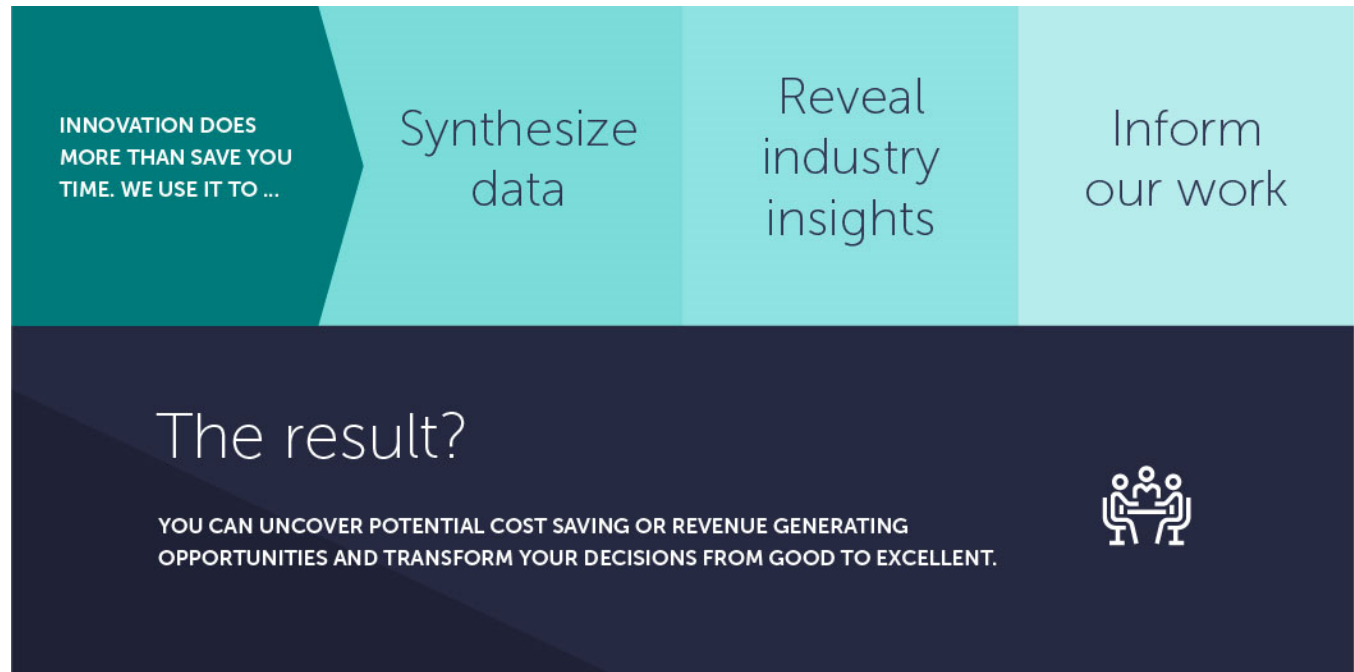 INNOVATION DOES
MORE THAN SAVE YOU
TIME. WE USE IT TO ...
Synthesize
data
Reveal
industry
insights
Inform
our work
The result?
YOU CAN UNCOVER POTENTIAL COST SAVING OR REVENUE GENERATING
OPPORTUNITIES AND TRANSFORM YOUR DECISIONS FROM GOOD TO EXCELLENT.